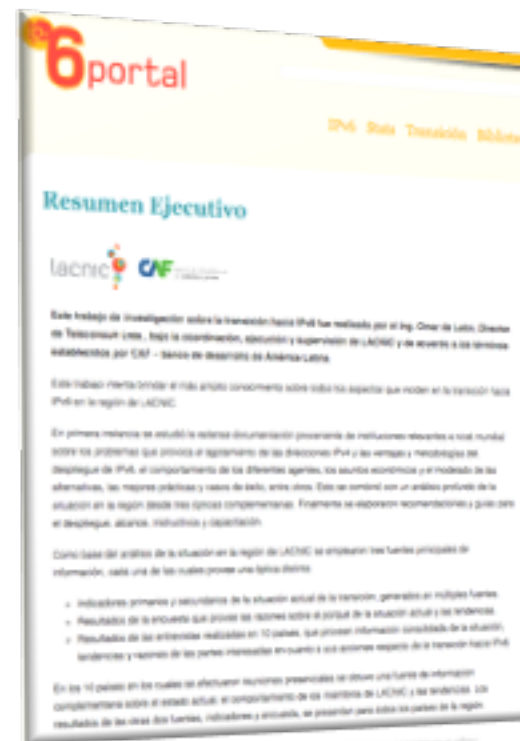 6portal
IPv6 Stats Transición
Resumen Ejecutivo
lacnic CAF
Este trabajo de investigación sobre la transición hacia IPv6 fue realizado por el Ing. Omar de León, Director
de Teleconsult Ltda., bajo la coordinación, ejecución y supervisión de LACNIC y de acuerdo a los términos
establecidos por CAF – banco de desarrollo de América Latina.
Este trabajo intenta brindar el más amplio conocimiento sobre todos los aspectos que inciden en la transición hacia
IPv6 en la región de LACNIC.
En primera instancia se estudió la extensa documentación proveniente de instituciones relevantes a nivel mundial
sobre los problemas que provoca el agotamiento de las direcciones IPv4 y las ventajas y metodologías del
despliegue de IPv6, el comportamiento de los diferentes agentes, los asuntos económicos y el modelado de las
alternativas, las mejores prácticas y casos de éxito, entre otros. Esto se combinó con un análisis profundo de la
situación en la región desde tres ópticas complementarias. Finalmente se elaboraron recomendaciones y guías para
el despliegue, alcance, instructivos y capacitación.
Como base del análisis de la situación en la región de LACNIC se emplearon tres fuentes principales de
información, cada una de las cuales provee una óptica distinta:
Indicadores primarios y secundarios de la situación actual de la transición, generados en múltiples fuentes.
Resultados de la encuesta que provee las razones sobre el porqué de la situación actual y las tendencias.
Resultados de las entrevistas realizadas en 10 países, que proveen información consolidada de la situación,
tendencias y razones de las partes interesadas en cuanto a sus acciones respecto de la transición hacia IPv6.
En los 10 países en los cuales se efectuaron reuniones presenciales se obtuvo una fuente de información
complementaria sobre el estado actual, el comportamiento de los miembros de LACNIC y las tendencias. Los
resultados de las otras dos fuentes, indicadores y encuesta, se presentan para todos los países de la región.